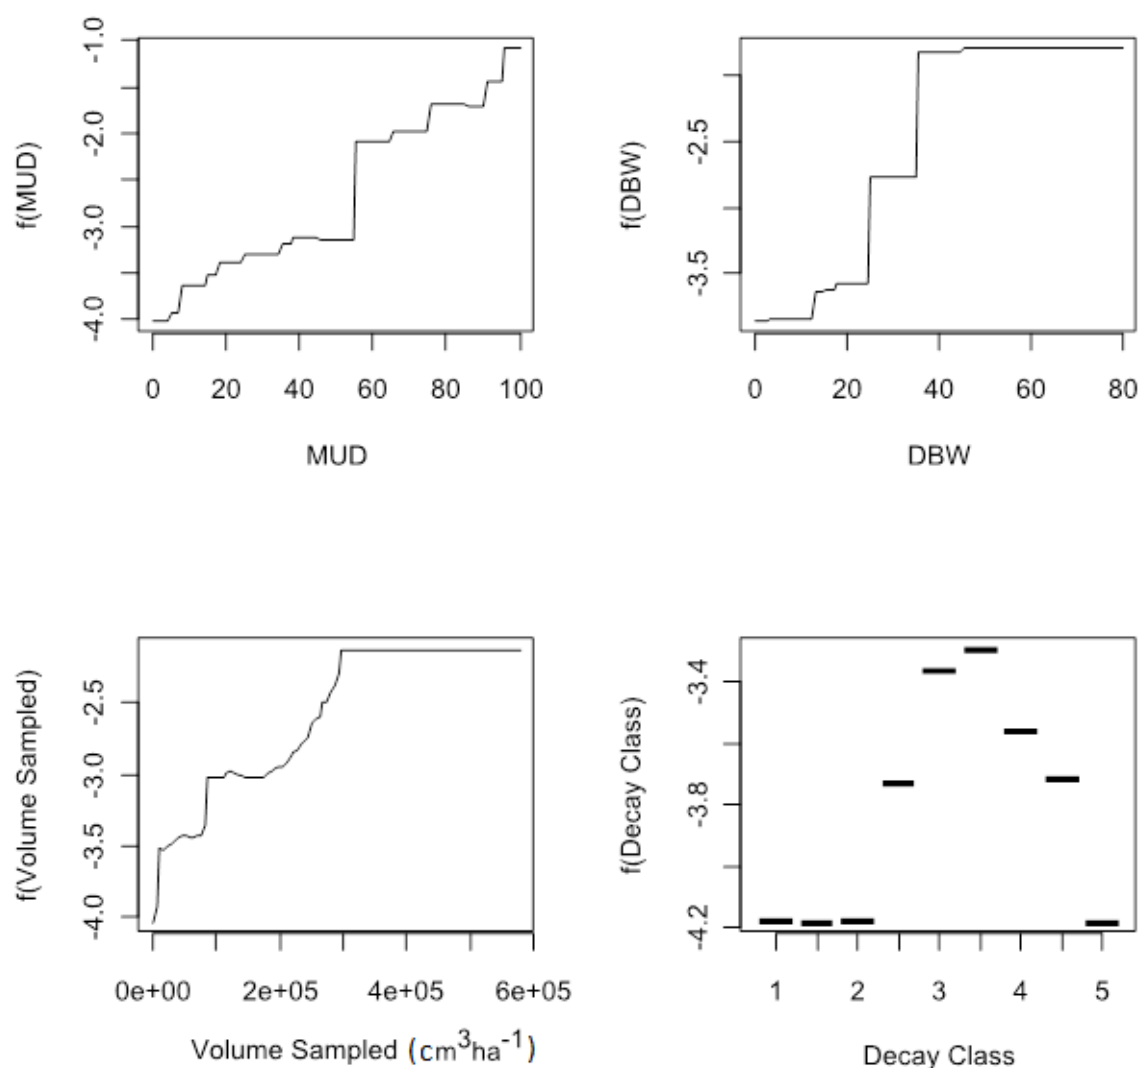 f(MUD)
-1.0
-2.0
-3.0
-4.0
0 20 40 60 80 100
MUD
f(DBW)
-2.5
-3.5
0 20 40 60 80
DBW
f(Volume Sampled)
-2.5
-3.0
-3.5
-4.0
0e+00 2e+05 4e+05 6e+05
Volume Sampled (cm³ha⁻¹)
f(Decay Class)
-3.4
-3.8
-4.2
1 2 3 4 5
Decay Class